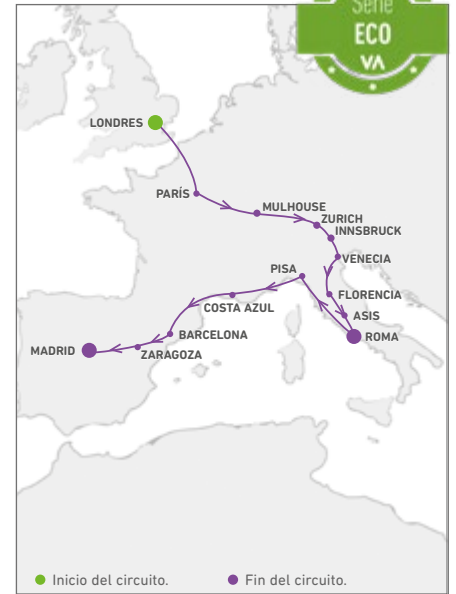 Serie
ECO
VA
LONDRES
PARÍS
MULHOUSE
ZURICH
INNSBRUCK
VENECIA
PISA
FLORENCIA
COSTA AZUL
ASIS
BARCELONA
ROMA
MADRID
ZARAGOZA
Inicio del circuito.
Fin del circuito.